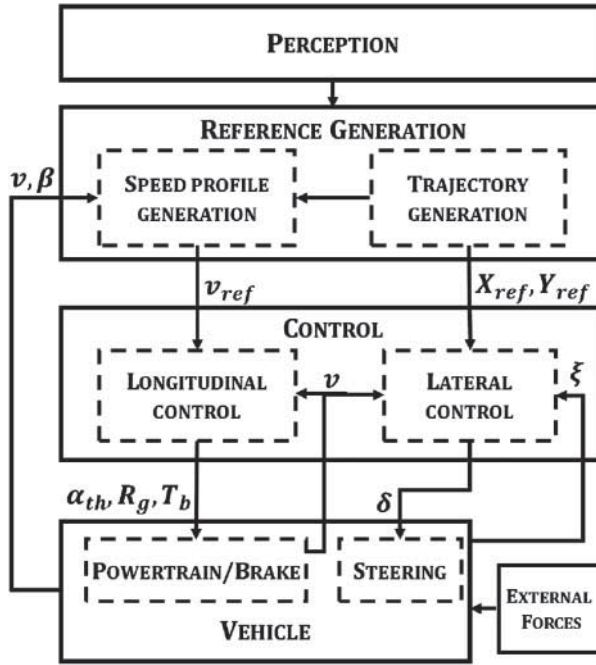 PERCEPTION
REFERENCE GENERATION
v, β
SPEED PROFILE
GENERATION
TRAJECTORY
GENERATION
v_ref
X_ref, Y_ref
CONTROL
LONGITUDINAL
CONTROL
v
LATERAL
CONTROL
ξ
α_th, R_g, T_b
δ
POWERTRAIN/BRAKE
STEERING
VEHICLE
EXTERNAL
FORCES